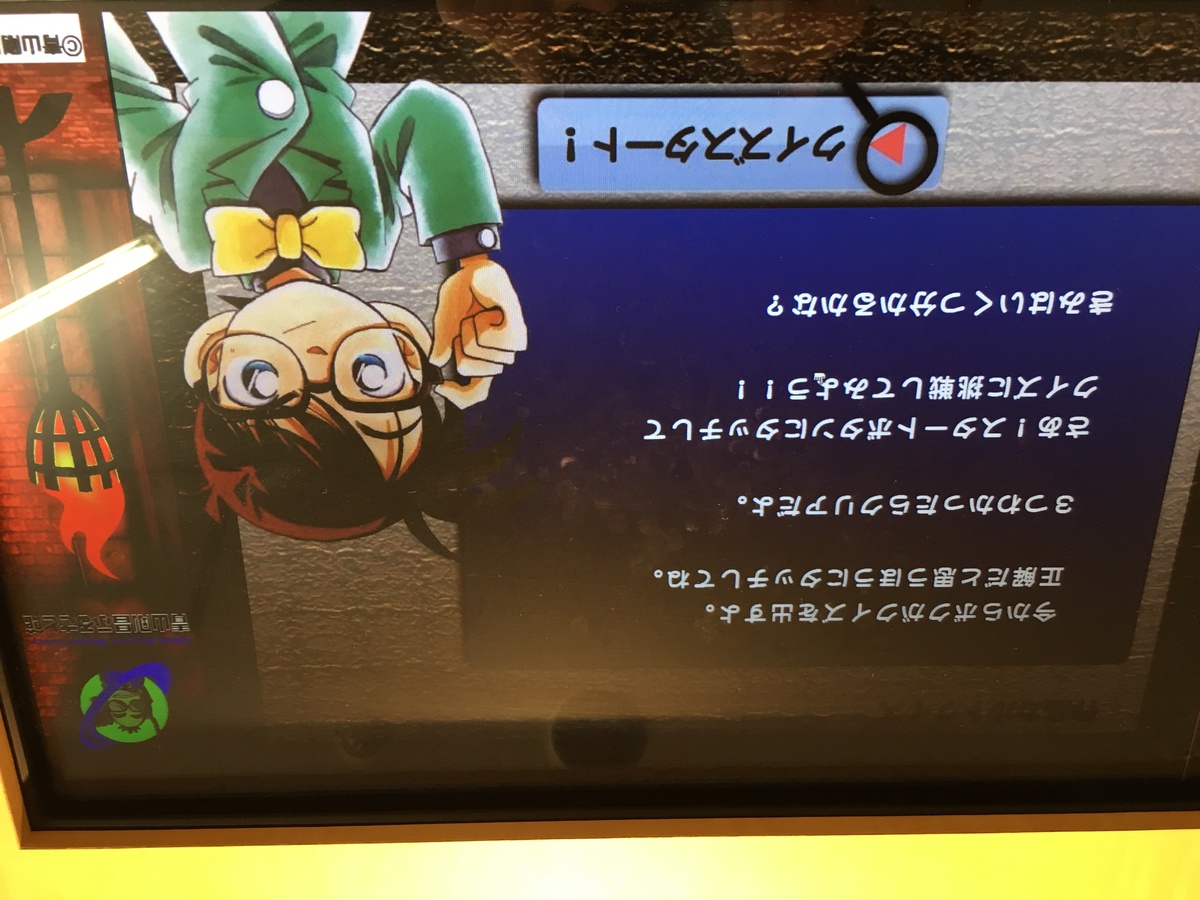 今からボクがクイズを出すよ。
正解だと思うほうにタッチしてね。
３つわかったらクリアだよ。
さあ！スタートボタンにタッチして
クイズに挑戦してみよう！！
きみはいくつ分かるかな？
クイズスタート！
青山剛昌ふるさと館
©青山剛